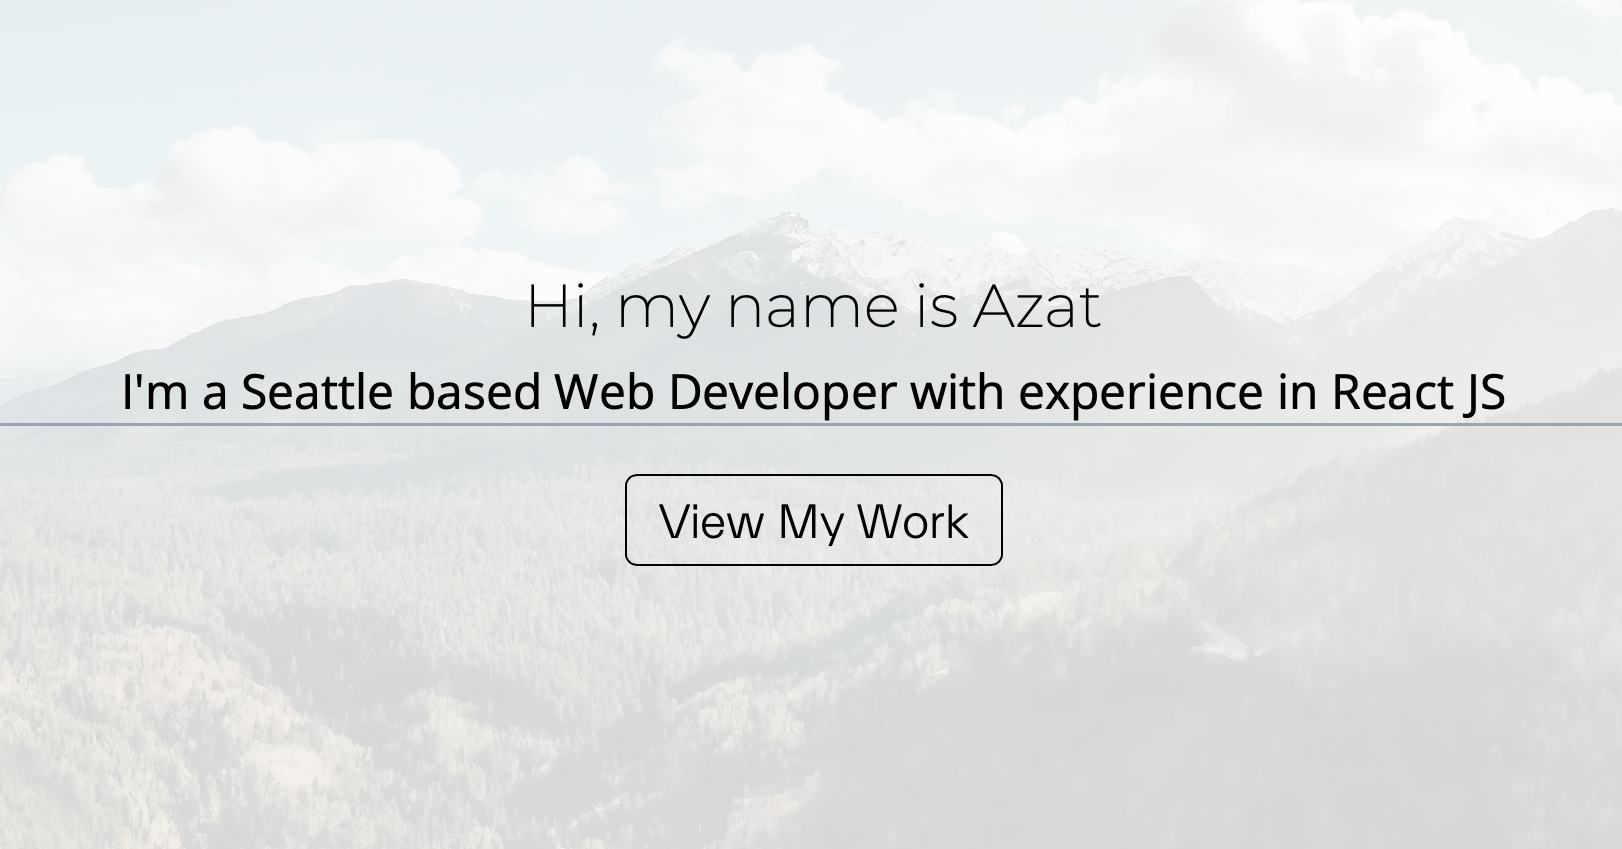 Hi, my name is Azat
I'm a Seattle based Web Developer with experience in React JS
View My Work